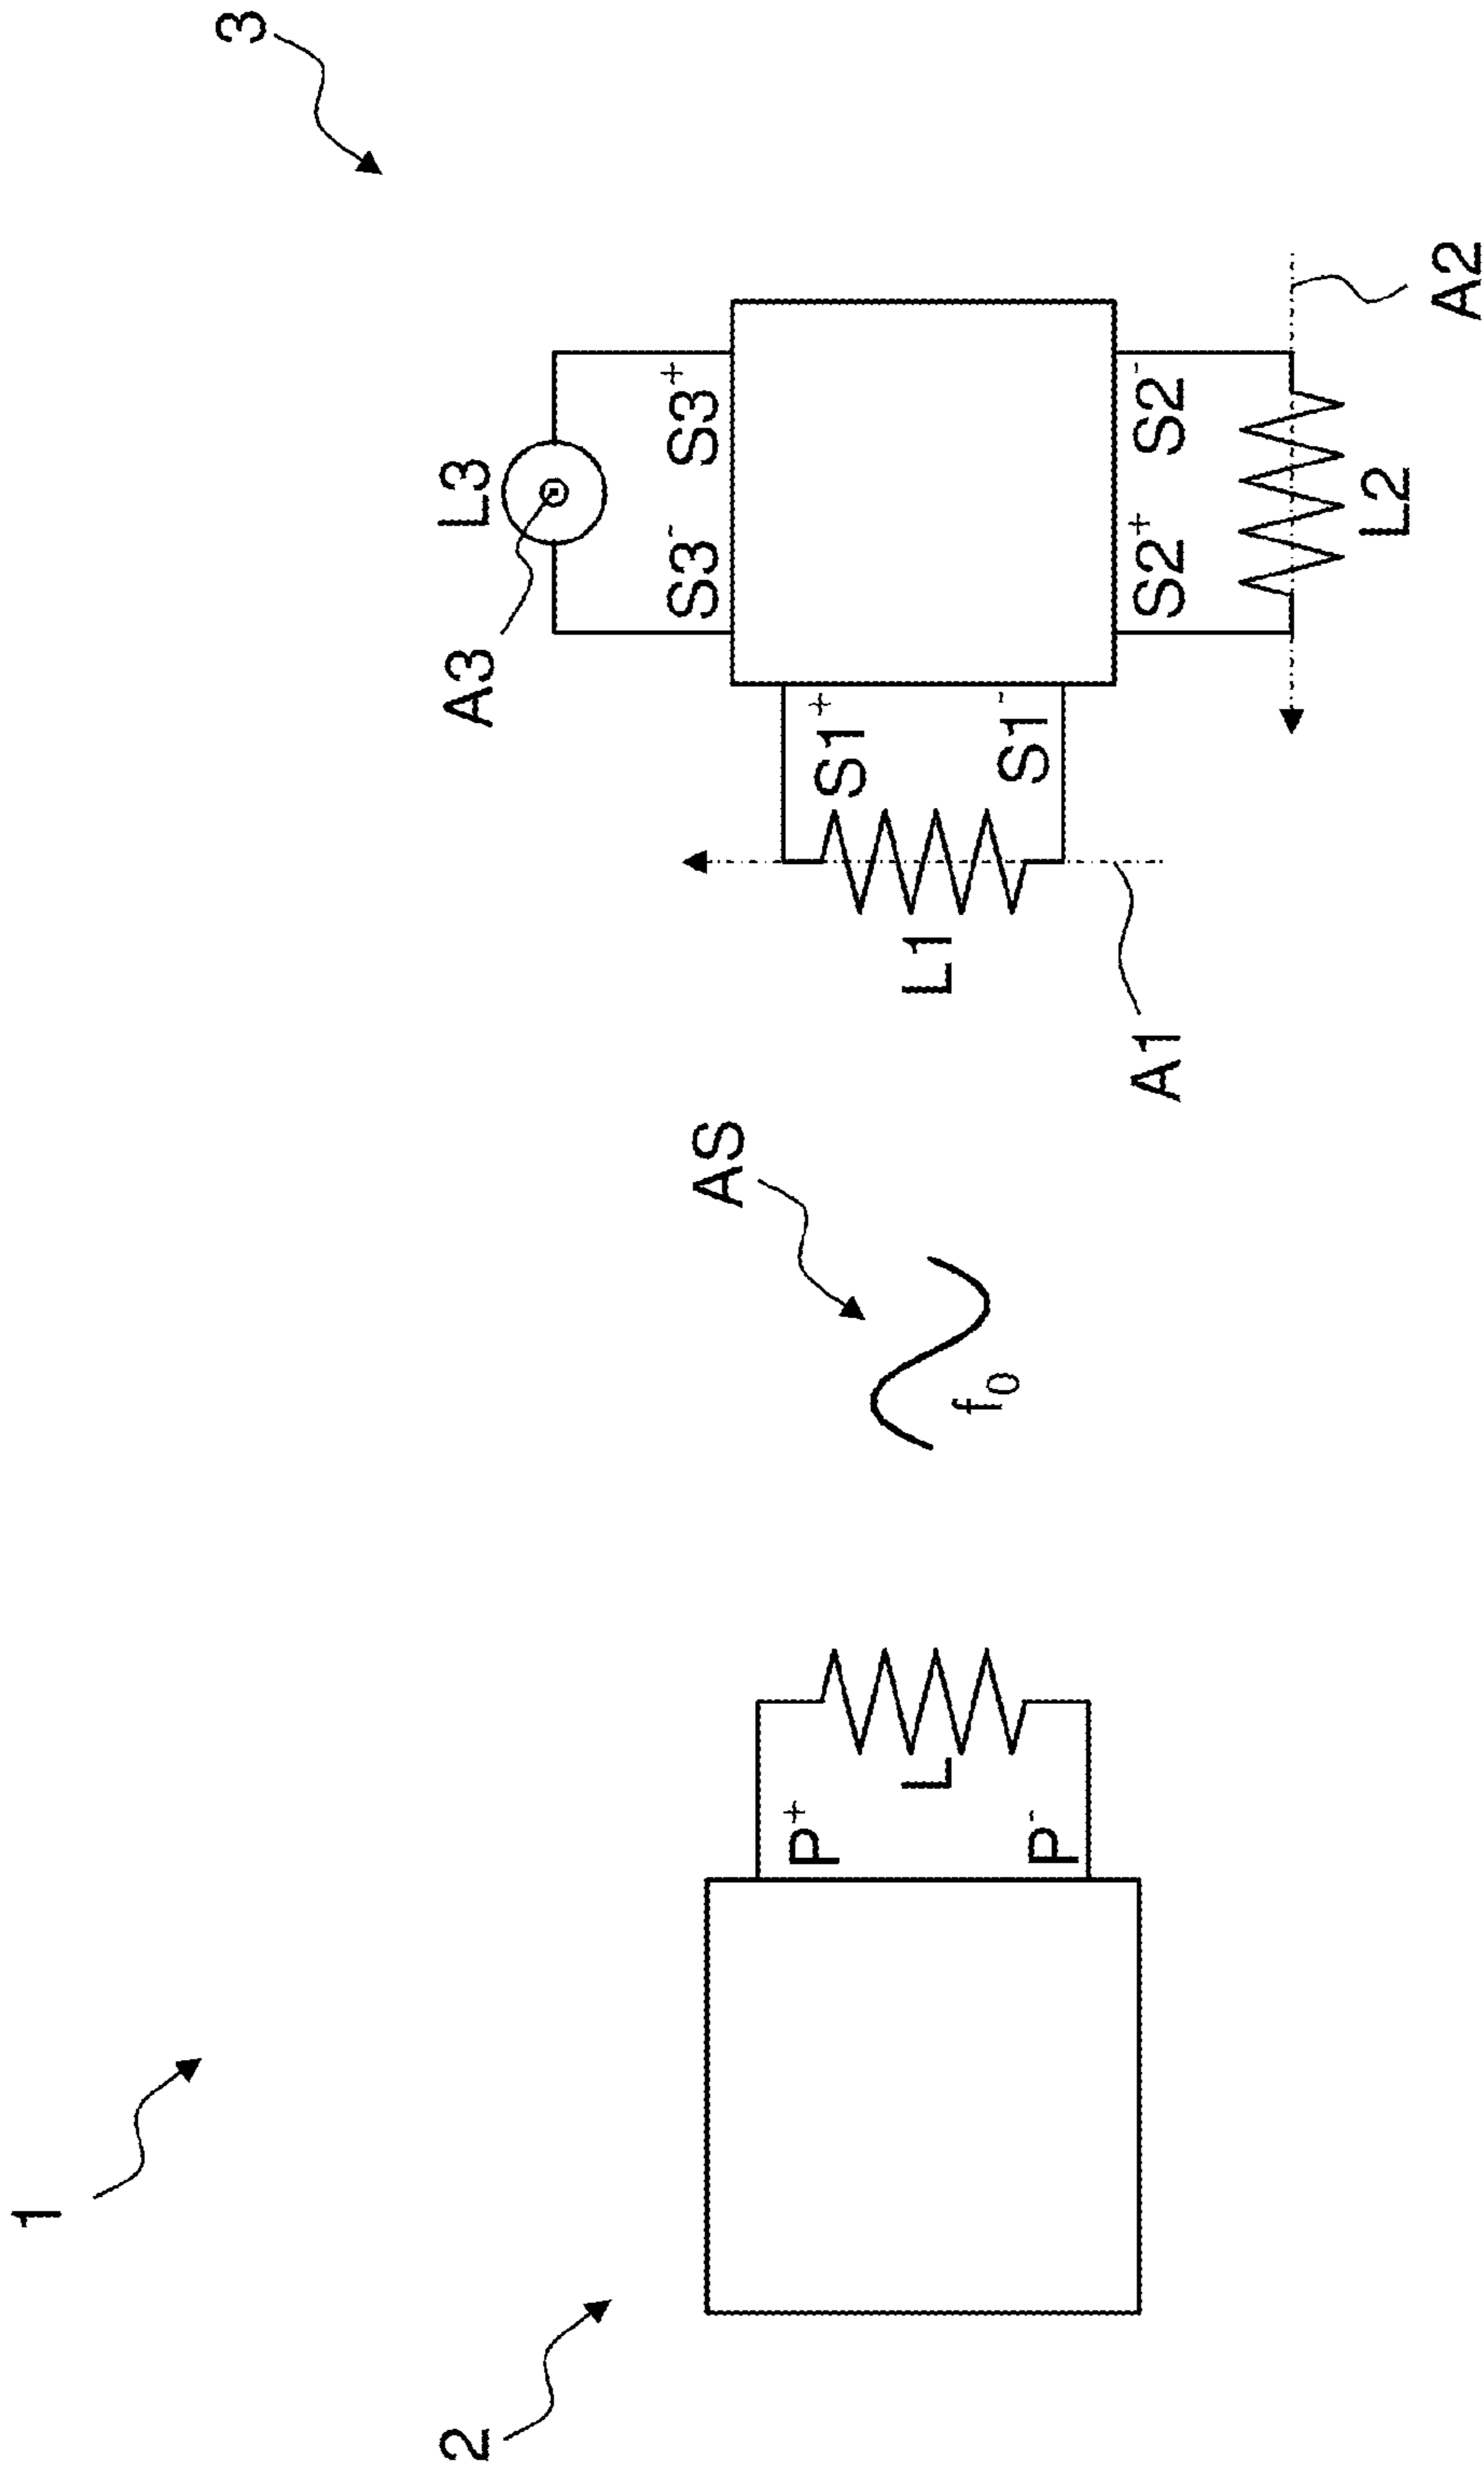 1
2
3
P⁺
P⁻
L
AS
f₀
L3
A3
S3⁻
S3⁺
S1⁺
S1⁻
L1
A1
S2⁺
S2⁻
L2
A2